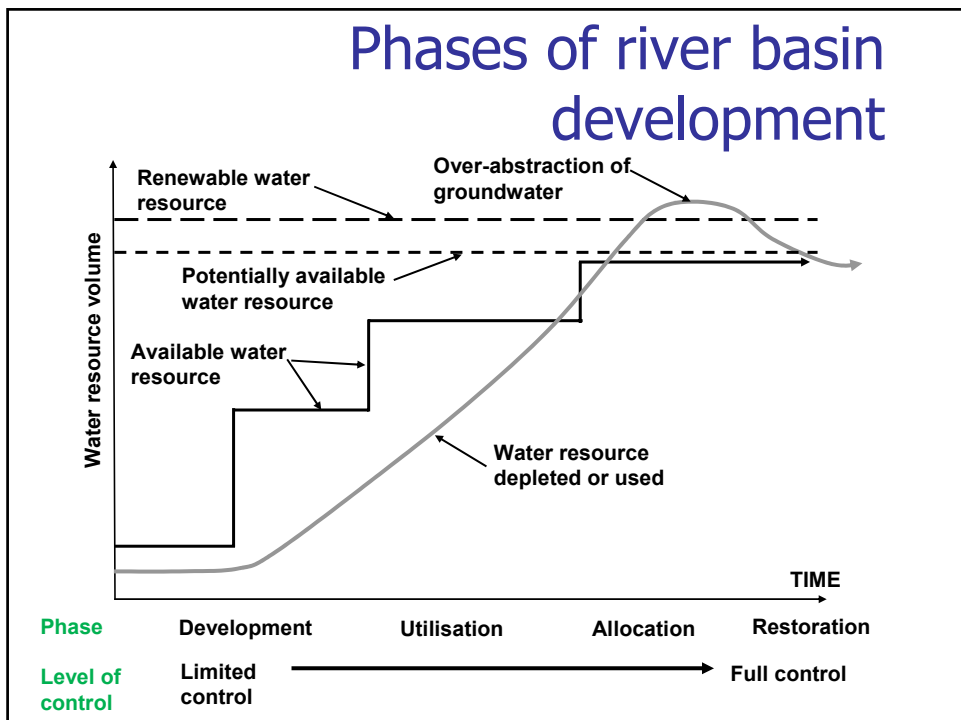 Phases of river basin
development
Over-abstraction of
groundwater
Renewable water
resource
Potentially available
water resource
Available water
resource
Water resource
depleted or used
Water resource volume
TIME
Phase Development Utilisation Allocation Restoration
Level of
control
Limited
control
Full control